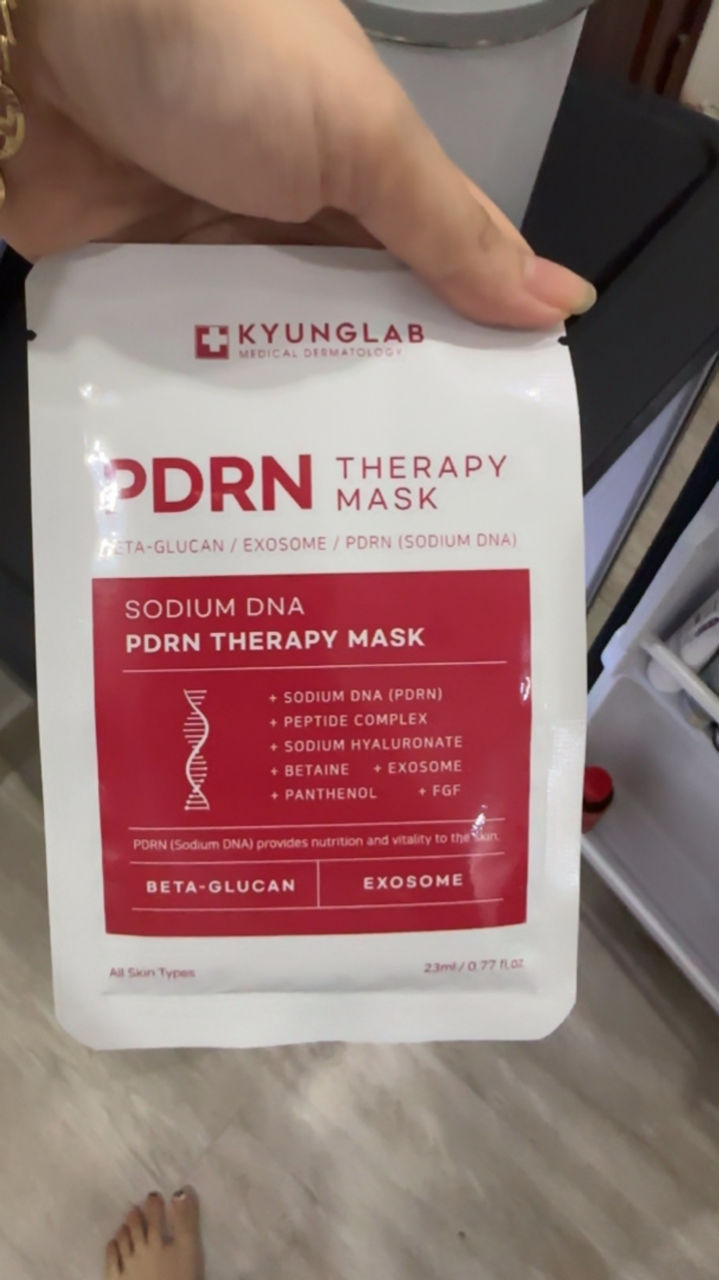 KYUNGLAB
MEDICAL DERMATOLOGY
PDRN THERAPY MASK
BETA-GLUCAN / EXOSOME / PDRN (SODIUM DNA)
SODIUM DNA
PDRN THERAPY MASK
+ SODIUM DNA (PDRN)
+ PEPTIDE COMPLEX
+ SODIUM HYALURONATE
+ BETAINE + EXOSOME
+ PANTHENOL + FGF
PDRN (Sodium DNA) provides nutrition and vitality to the skin.
BETA-GLUCAN EXOSOME
All Skin Types 23ml / 0.77 fl.oz